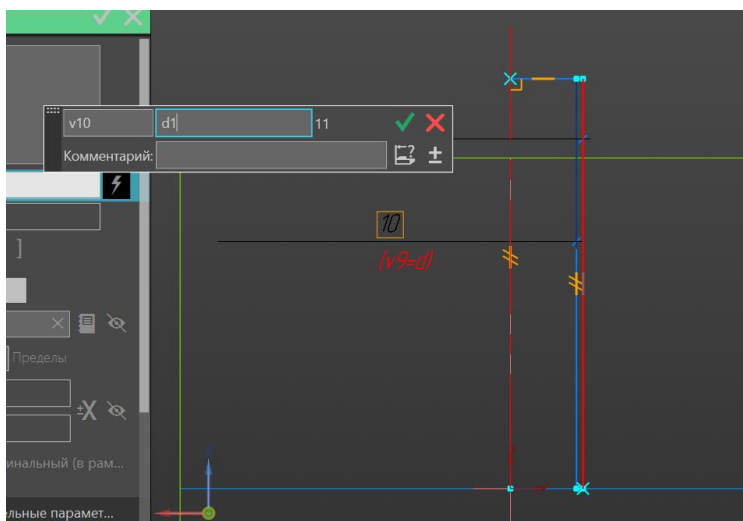 v10 d1 11
Комментарий:
10
(v9=d)
]
Пределы
±X
инальный (в рам...
ельные парамет...